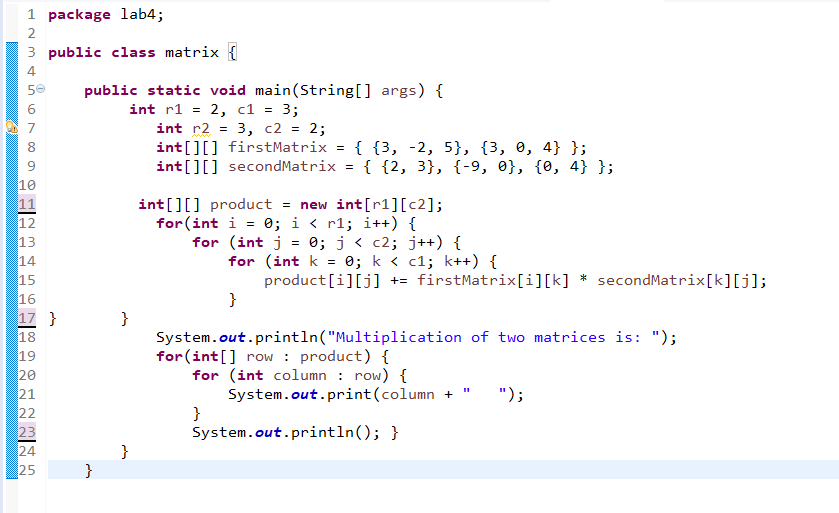 1 package lab4;
2
3 public class matrix {
4
5     public static void main(String[] args) {
6          int r1 = 2, c1 = 3;
7             int r2 = 3, c2 = 2;
8             int[][] firstMatrix = { {3, -2, 5}, {3, 0, 4} };
9             int[][] secondMatrix = { {2, 3}, {-9, 0}, {0, 4} };
10
11           int[][] product = new int[r1][c2];
12             for(int i = 0; i < r1; i++) {
13                 for (int j = 0; j < c2; j++) {
14                     for (int k = 0; k < c1; k++) {
15                         product[i][j] += firstMatrix[i][k] * secondMatrix[k][j];
16                     }
17 }       }
18             System.out.println("Multiplication of two matrices is: ");
19             for(int[] row : product) {
20                 for (int column : row) {
21                     System.out.print(column + "   ");
22                 }
23                 System.out.println(); }
24         }
25     }